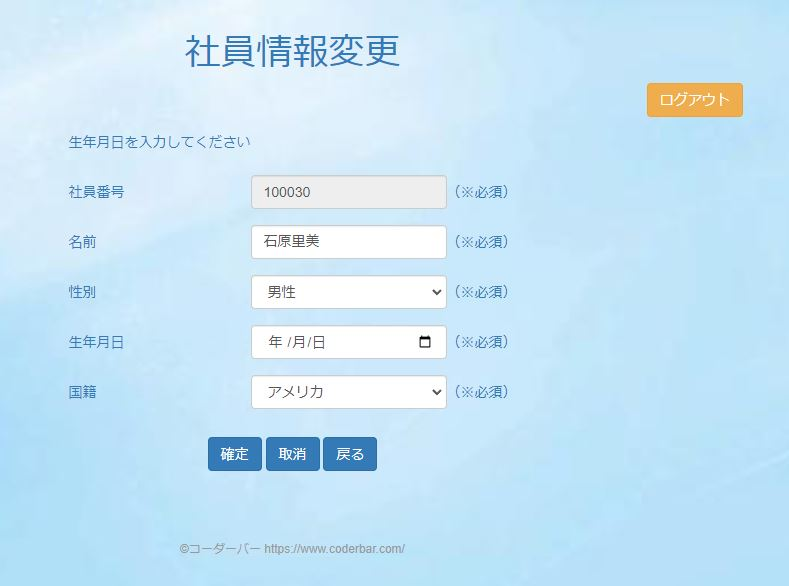 社員情報変更
ログアウト
生年月日を入力してください
社員番号 100030 (※必須)
名前 石原里美 (※必須)
性別 男性 (※必須)
生年月日 年 /月/日 (※必須)
国籍 アメリカ (※必須)
確定 取消 戻る
©コーダーバー https://www.coderbar.com/